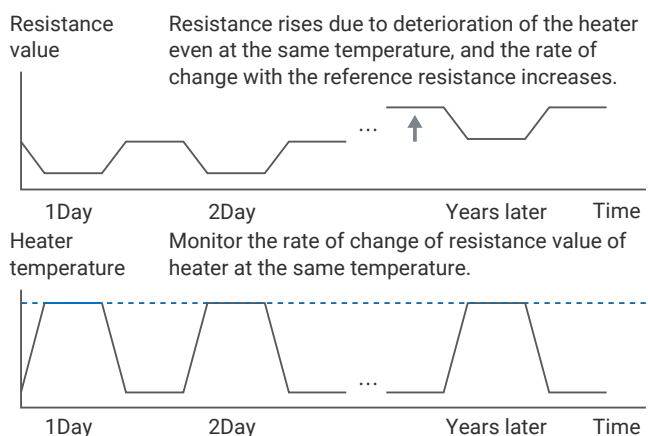 Resistance
value
Resistance rises due to deterioration of the heater
even at the same temperature, and the rate of
change with the reference resistance increases.
...
1Day 2Day Years later Time
Heater
temperature
Monitor the rate of change of resistance value of
heater at the same temperature.
...
1Day 2Day Years later Time